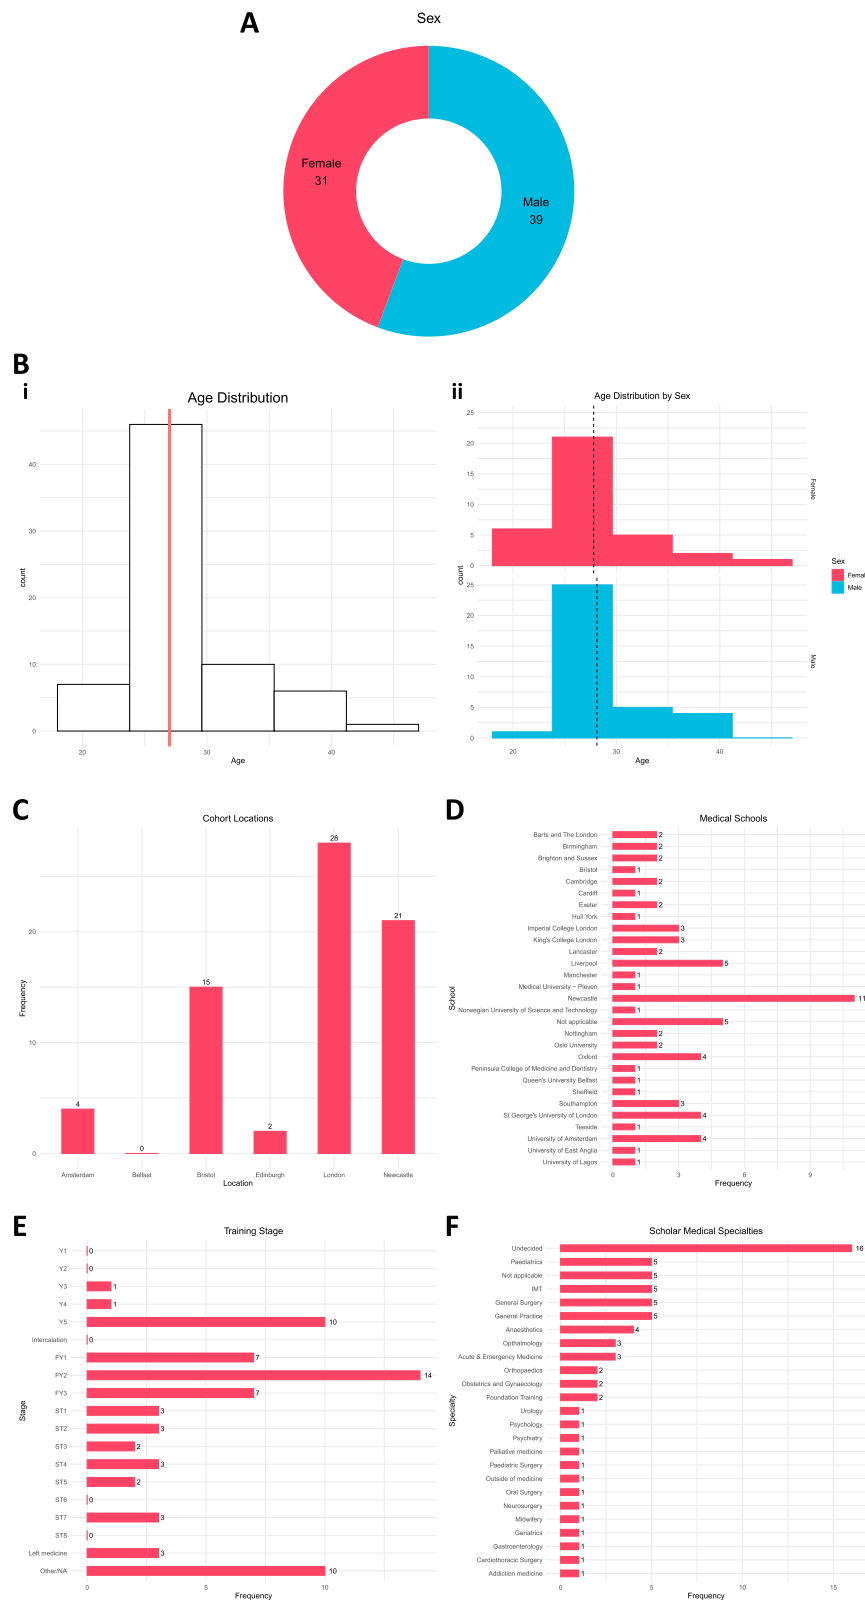 A
Sex
Female
31
Male
39
B
i
Age Distribution
40
30
20
10
0
count
20
30
40
Age
ii
Age Distribution by Sex
25
20
15
10
5
0
Female
25
20
15
10
5
0
Male
count
20
30
40
Age
Sex
Femal
Male
C
Cohort Locations
28
21
15
4
2
0
20
10
0
Frequency
Amsterdam
Belfast
Bristol
Edinburgh
London
Newcastle
Location
D
Medical Schools
Barts and The London 2
Birmingham 2
Brighton and Sussex 2
Bristol 1
Cambridge 2
Cardiff 1
Exeter 2
Hull York 1
Imperial College London 3
King's College London 3
Lancaster 2
Liverpool 5
Manchester 1
Medical University − Pleven 1
Newcastle 11
Norwegian University of Science and Technology 1
Not applicable 5
Nottingham 2
Oslo University 2
Oxford 4
Peninsula College of Medicine and Dentistry 1
Queen's University Belfast 1
Sheffield 1
Southampton 3
St George's University of London 4
Teeside 1
University of Amsterdam 4
University of East Anglia 1
University of Lagos 1
School
0
3
6
9
Frequency
E
Training Stage
Y1 0
Y2 0
Y3 1
Y4 1
Y5 10
Intercalation 0
FY1 7
FY2 14
FY3 7
ST1 3
ST2 3
ST3 2
ST4 3
ST5 2
ST6 0
ST7 3
ST8 0
Left medicine 3
Other/NA 10
Stage
0
5
10
Frequency
F
Scholar Medical Specialties
Undecided 16
Paediatrics 5
Not applicable 5
IMT 5
General Surgery 5
General Practice 5
Anaesthetics 4
Opthalmology 3
Acute & Emergency Medicine 3
Orthopaedics 2
Obstetrics and Gynaecology 2
Foundation Training 2
Urology 1
Psychology 1
Psychiatry 1
Palliative medicine 1
Paediatric Surgery 1
Outside of medicine 1
Oral Surgery 1
Neurosurgery 1
Midwifery 1
Geriatrics 1
Gastroenterology 1
Cardiothoracic Surgery 1
Addiction medicine 1
Specialty
0
5
10
15
Frequency